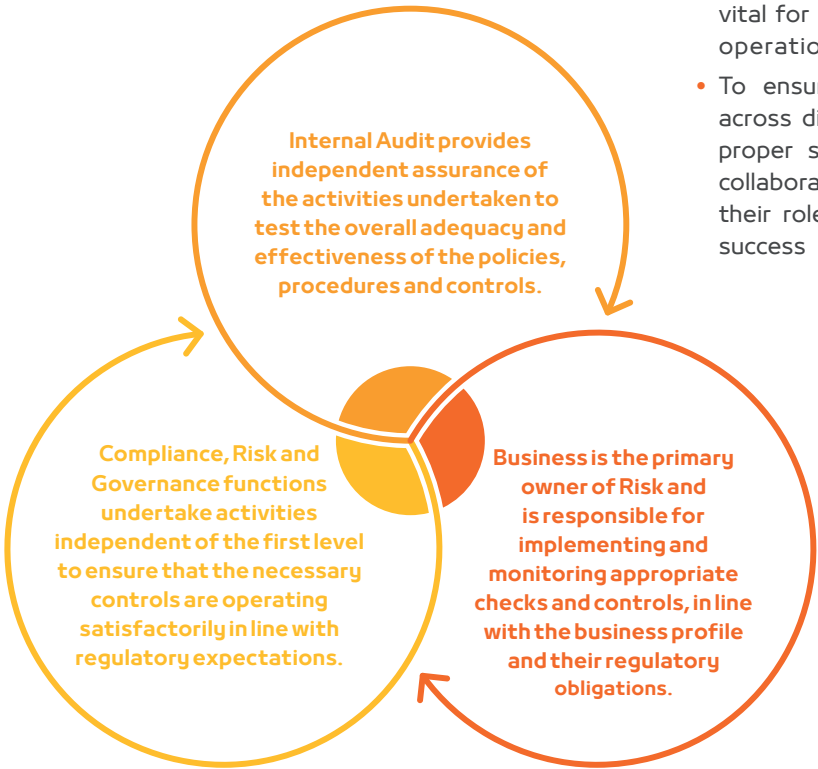 vital for
operatio
• To ensur
across di
proper s
collabora
their role
success
Internal Audit provides
independent assurance of
the activities undertaken to
test the overall adequacy and
effectiveness of the policies,
procedures and controls.
Compliance, Risk and
Governance functions
undertake activities
independent of the first level
to ensure that the necessary
controls are operating
satisfactorily in line with
regulatory expectations.
Business is the primary
owner of Risk and
is responsible for
implementing and
monitoring appropriate
checks and controls, in line
with the business profile
and their regulatory
obligations.